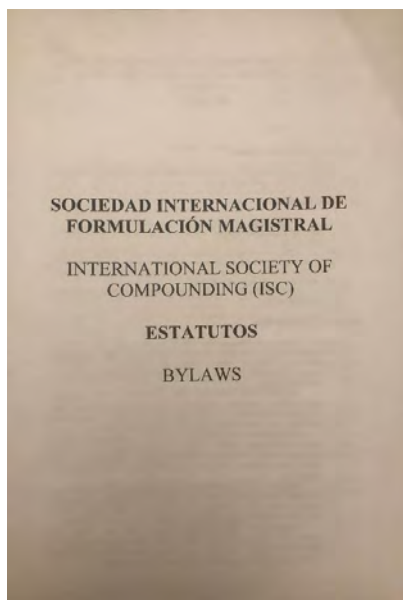 SOCIEDAD INTERNACIONAL DE
FORMULACIÓN MAGISTRAL
INTERNATIONAL SOCIETY OF
COMPOUNDING (ISC)
ESTATUTOS
BYLAWS